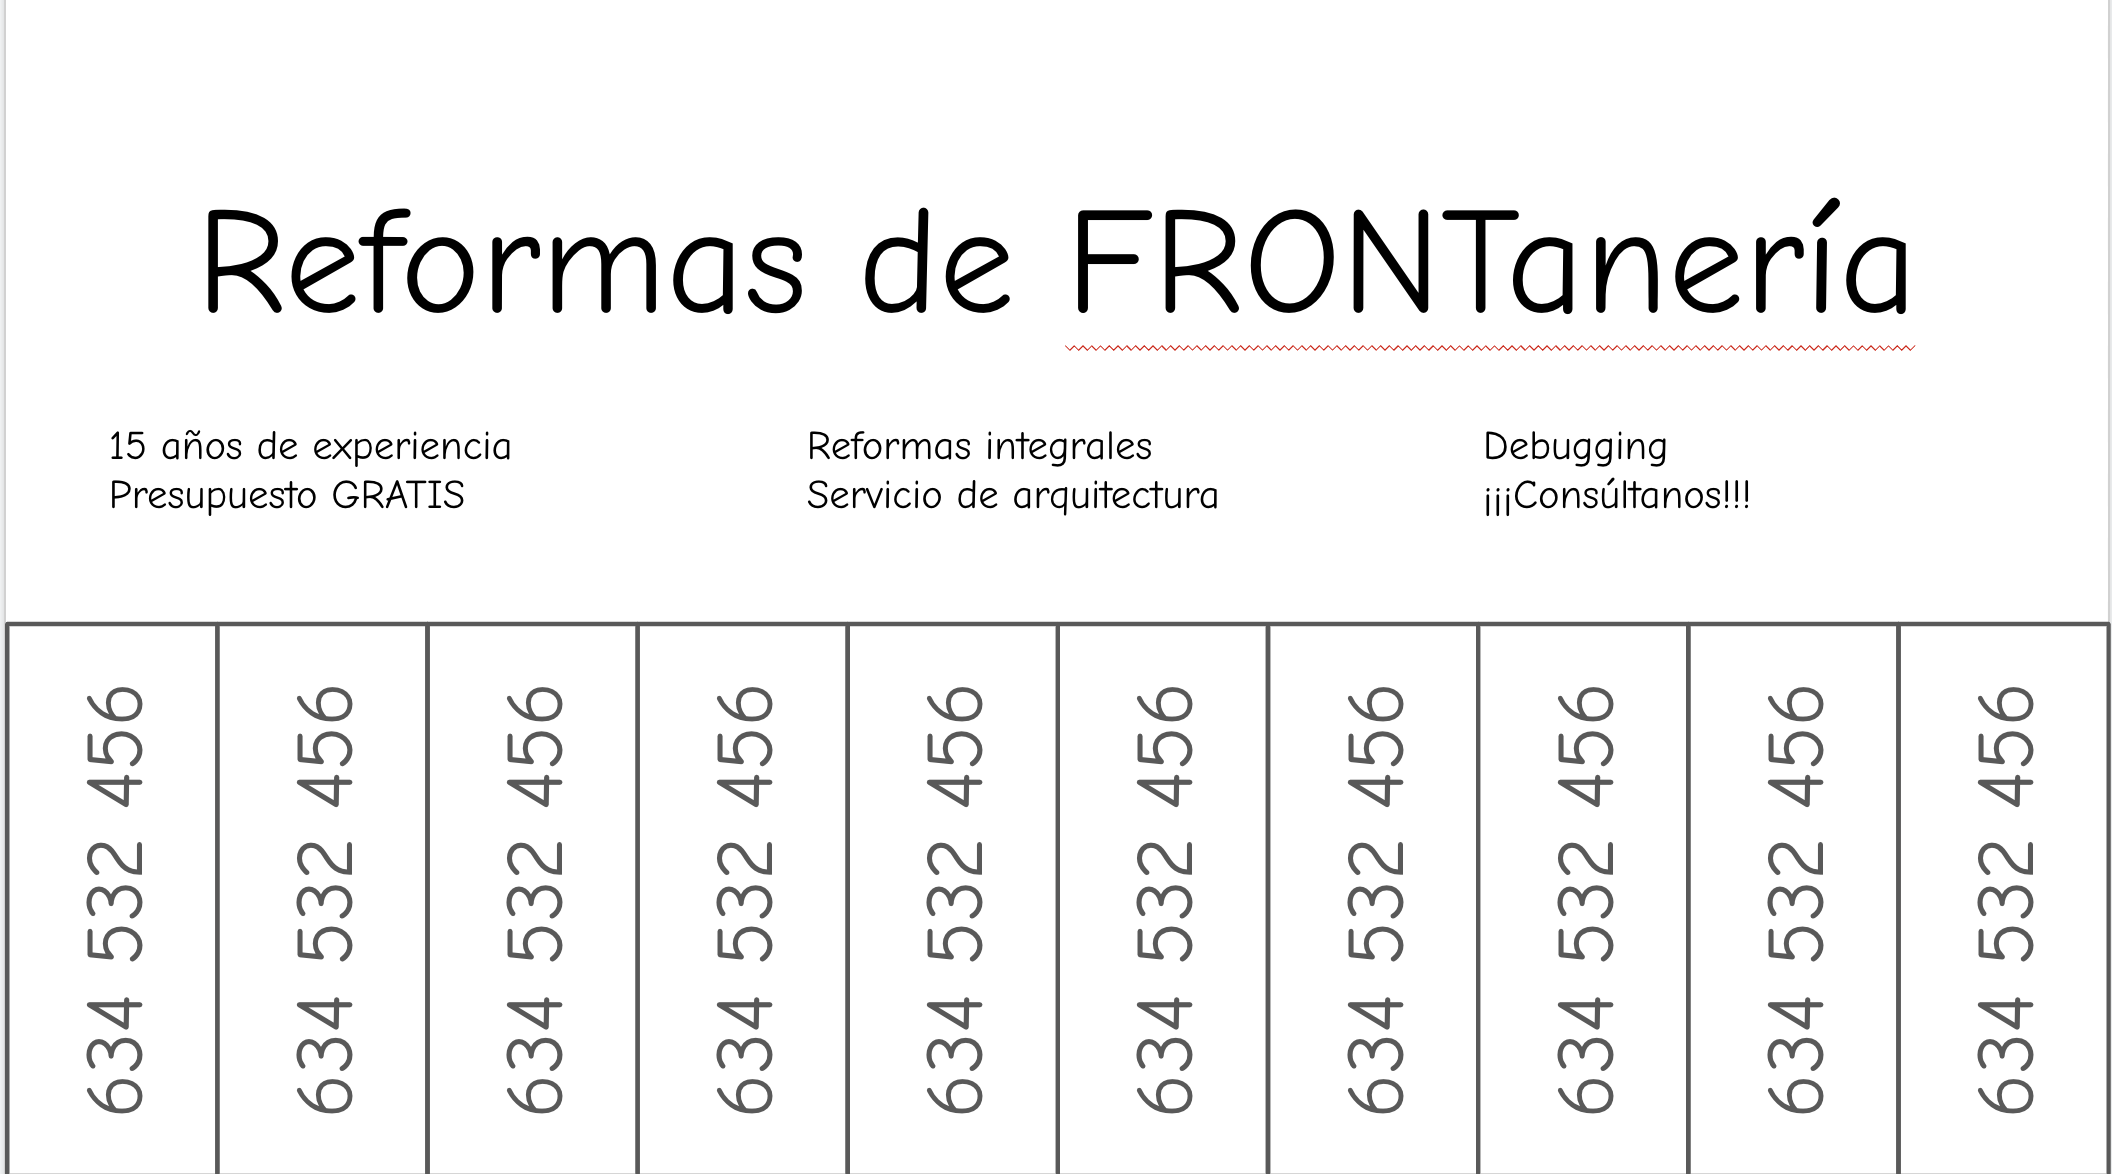 Reformas de FRONTanería
15 años de experiencia
Presupuesto GRATIS
Reformas integrales
Servicio de arquitectura
Debugging
¡¡¡Consúltanos!!!
634 532 456
634 532 456
634 532 456
634 532 456
634 532 456
634 532 456
634 532 456
634 532 456
634 532 456
634 532 456